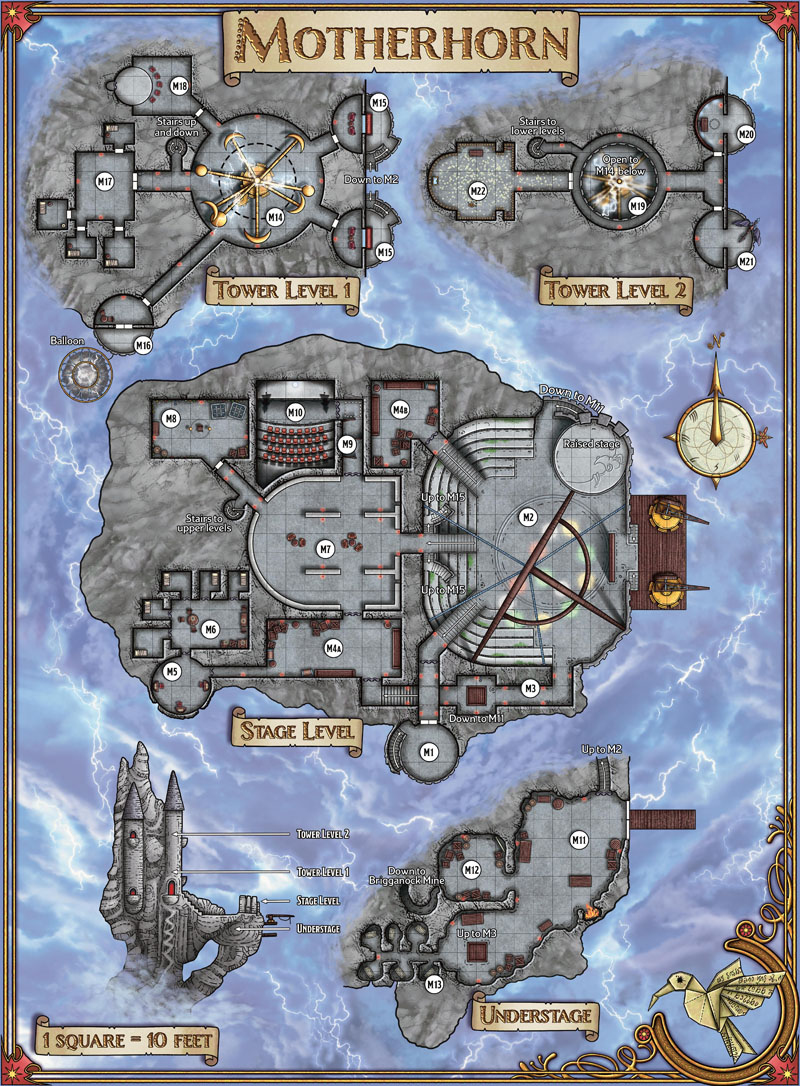 MOTHERHORN
M18
Stairs up
and down
M15
M17
Down to M2
M14
M15
M16
TOWER LEVEL 1
Stairs to
lower levels
M20
Open to
M14 below
M22
M19
M21
TOWER LEVEL 2
Balloon
N
M8
M10
M4B
M9
Down to M11
Raised stage
Up to M15
M2
Stairs to
upper levels
M7
Up to M15
M6
M4A
M5
M3
Down to M11
M1
STAGE LEVEL
TOWER LEVEL 2
TOWER LEVEL 1
STAGE LEVEL
UNDERSTAGE
Up to M2
M11
M12
Down to
Brigganock Mine
Up to M3
M13
UNDERSTAGE
1 SQUARE = 10 FEET